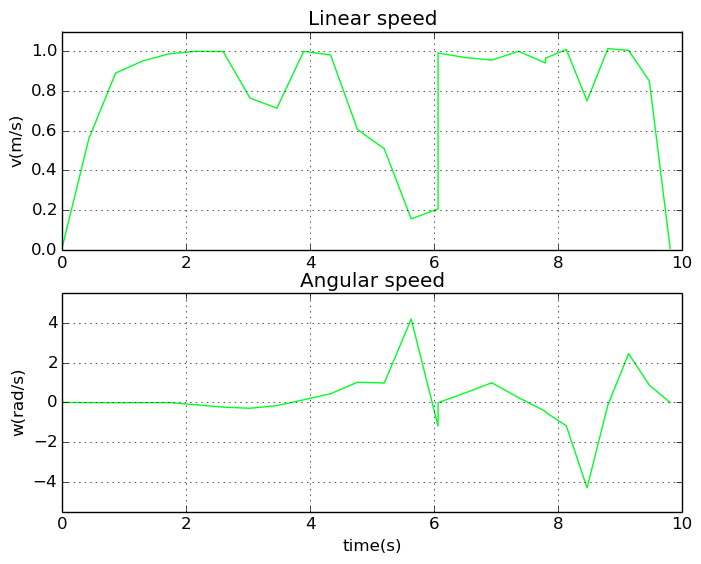 Linear speed
v(m/s)
1.0
0.8
0.6
0.4
0.2
0.0
0 2 4 6 8 10
Angular speed
w(rad/s)
4
2
0
−2
−4
0 2 4 6 8 10
time(s)